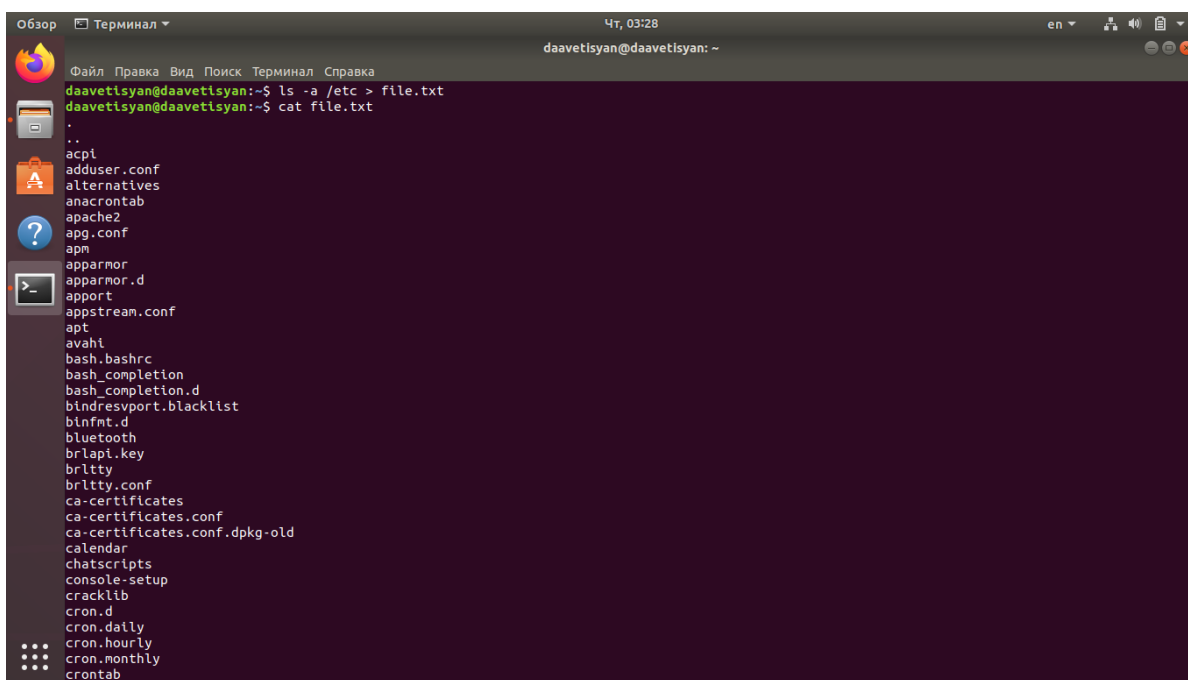 Обзор Терминал Чт, 03:28 en
daavetisyan@daavetisyan: ~
Файл Правка Вид Поиск Терминал Справка
daavetisyan@daavetisyan:~$ ls -a /etc > file.txt
daavetisyan@daavetisyan:~$ cat file.txt
.
..
acpi
adduser.conf
alternatives
anacrontab
apache2
apg.conf
apm
apparmor
apparmor.d
apport
appstream.conf
apt
avahi
bash.bashrc
bash_completion
bash_completion.d
bindresvport.blacklist
binfmt.d
bluetooth
brlapi.key
brltty
brltty.conf
ca-certificates
ca-certificates.conf
ca-certificates.conf.dpkg-old
calendar
chatscripts
console-setup
cracklib
cron.d
cron.daily
cron.hourly
cron.monthly
crontab